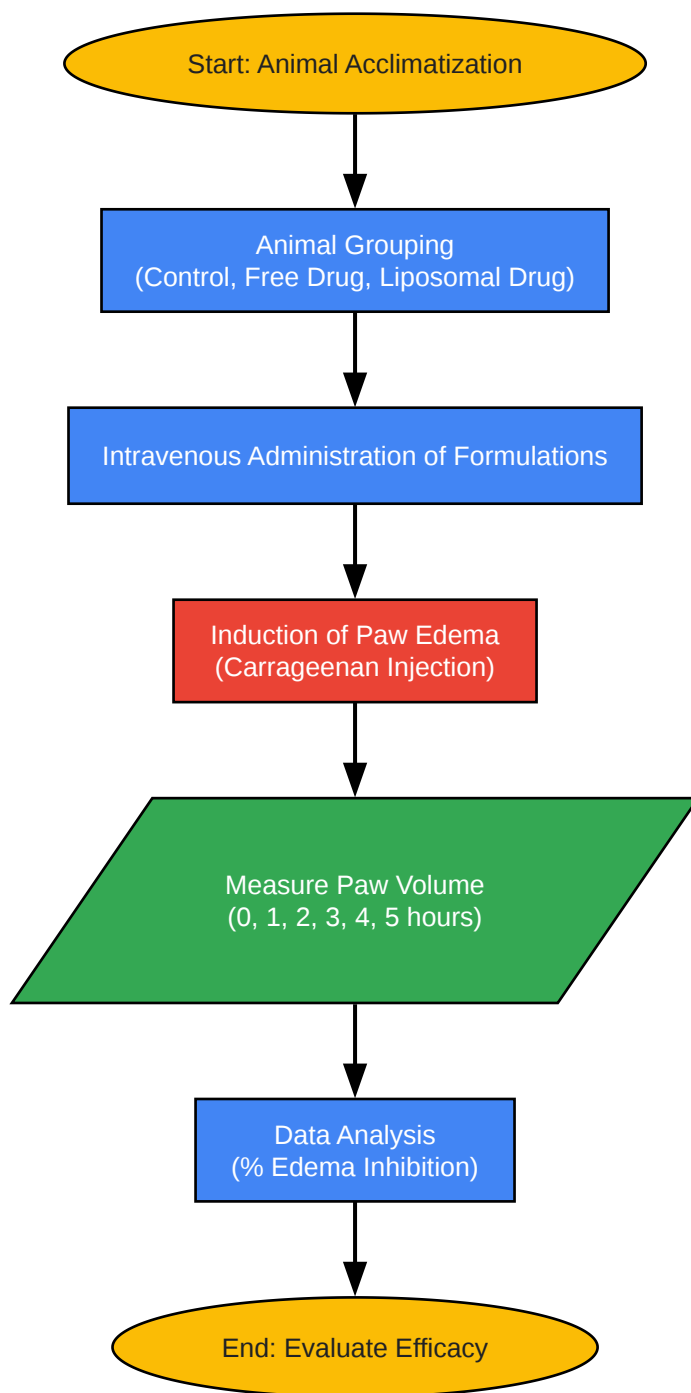 Start: Animal Acclimatization
Animal Grouping
(Control, Free Drug, Liposomal Drug)
Intravenous Administration of Formulations
Induction of Paw Edema
(Carrageenan Injection)
Measure Paw Volume
(0, 1, 2, 3, 4, 5 hours)
Data Analysis
(% Edema Inhibition)
End: Evaluate Efficacy